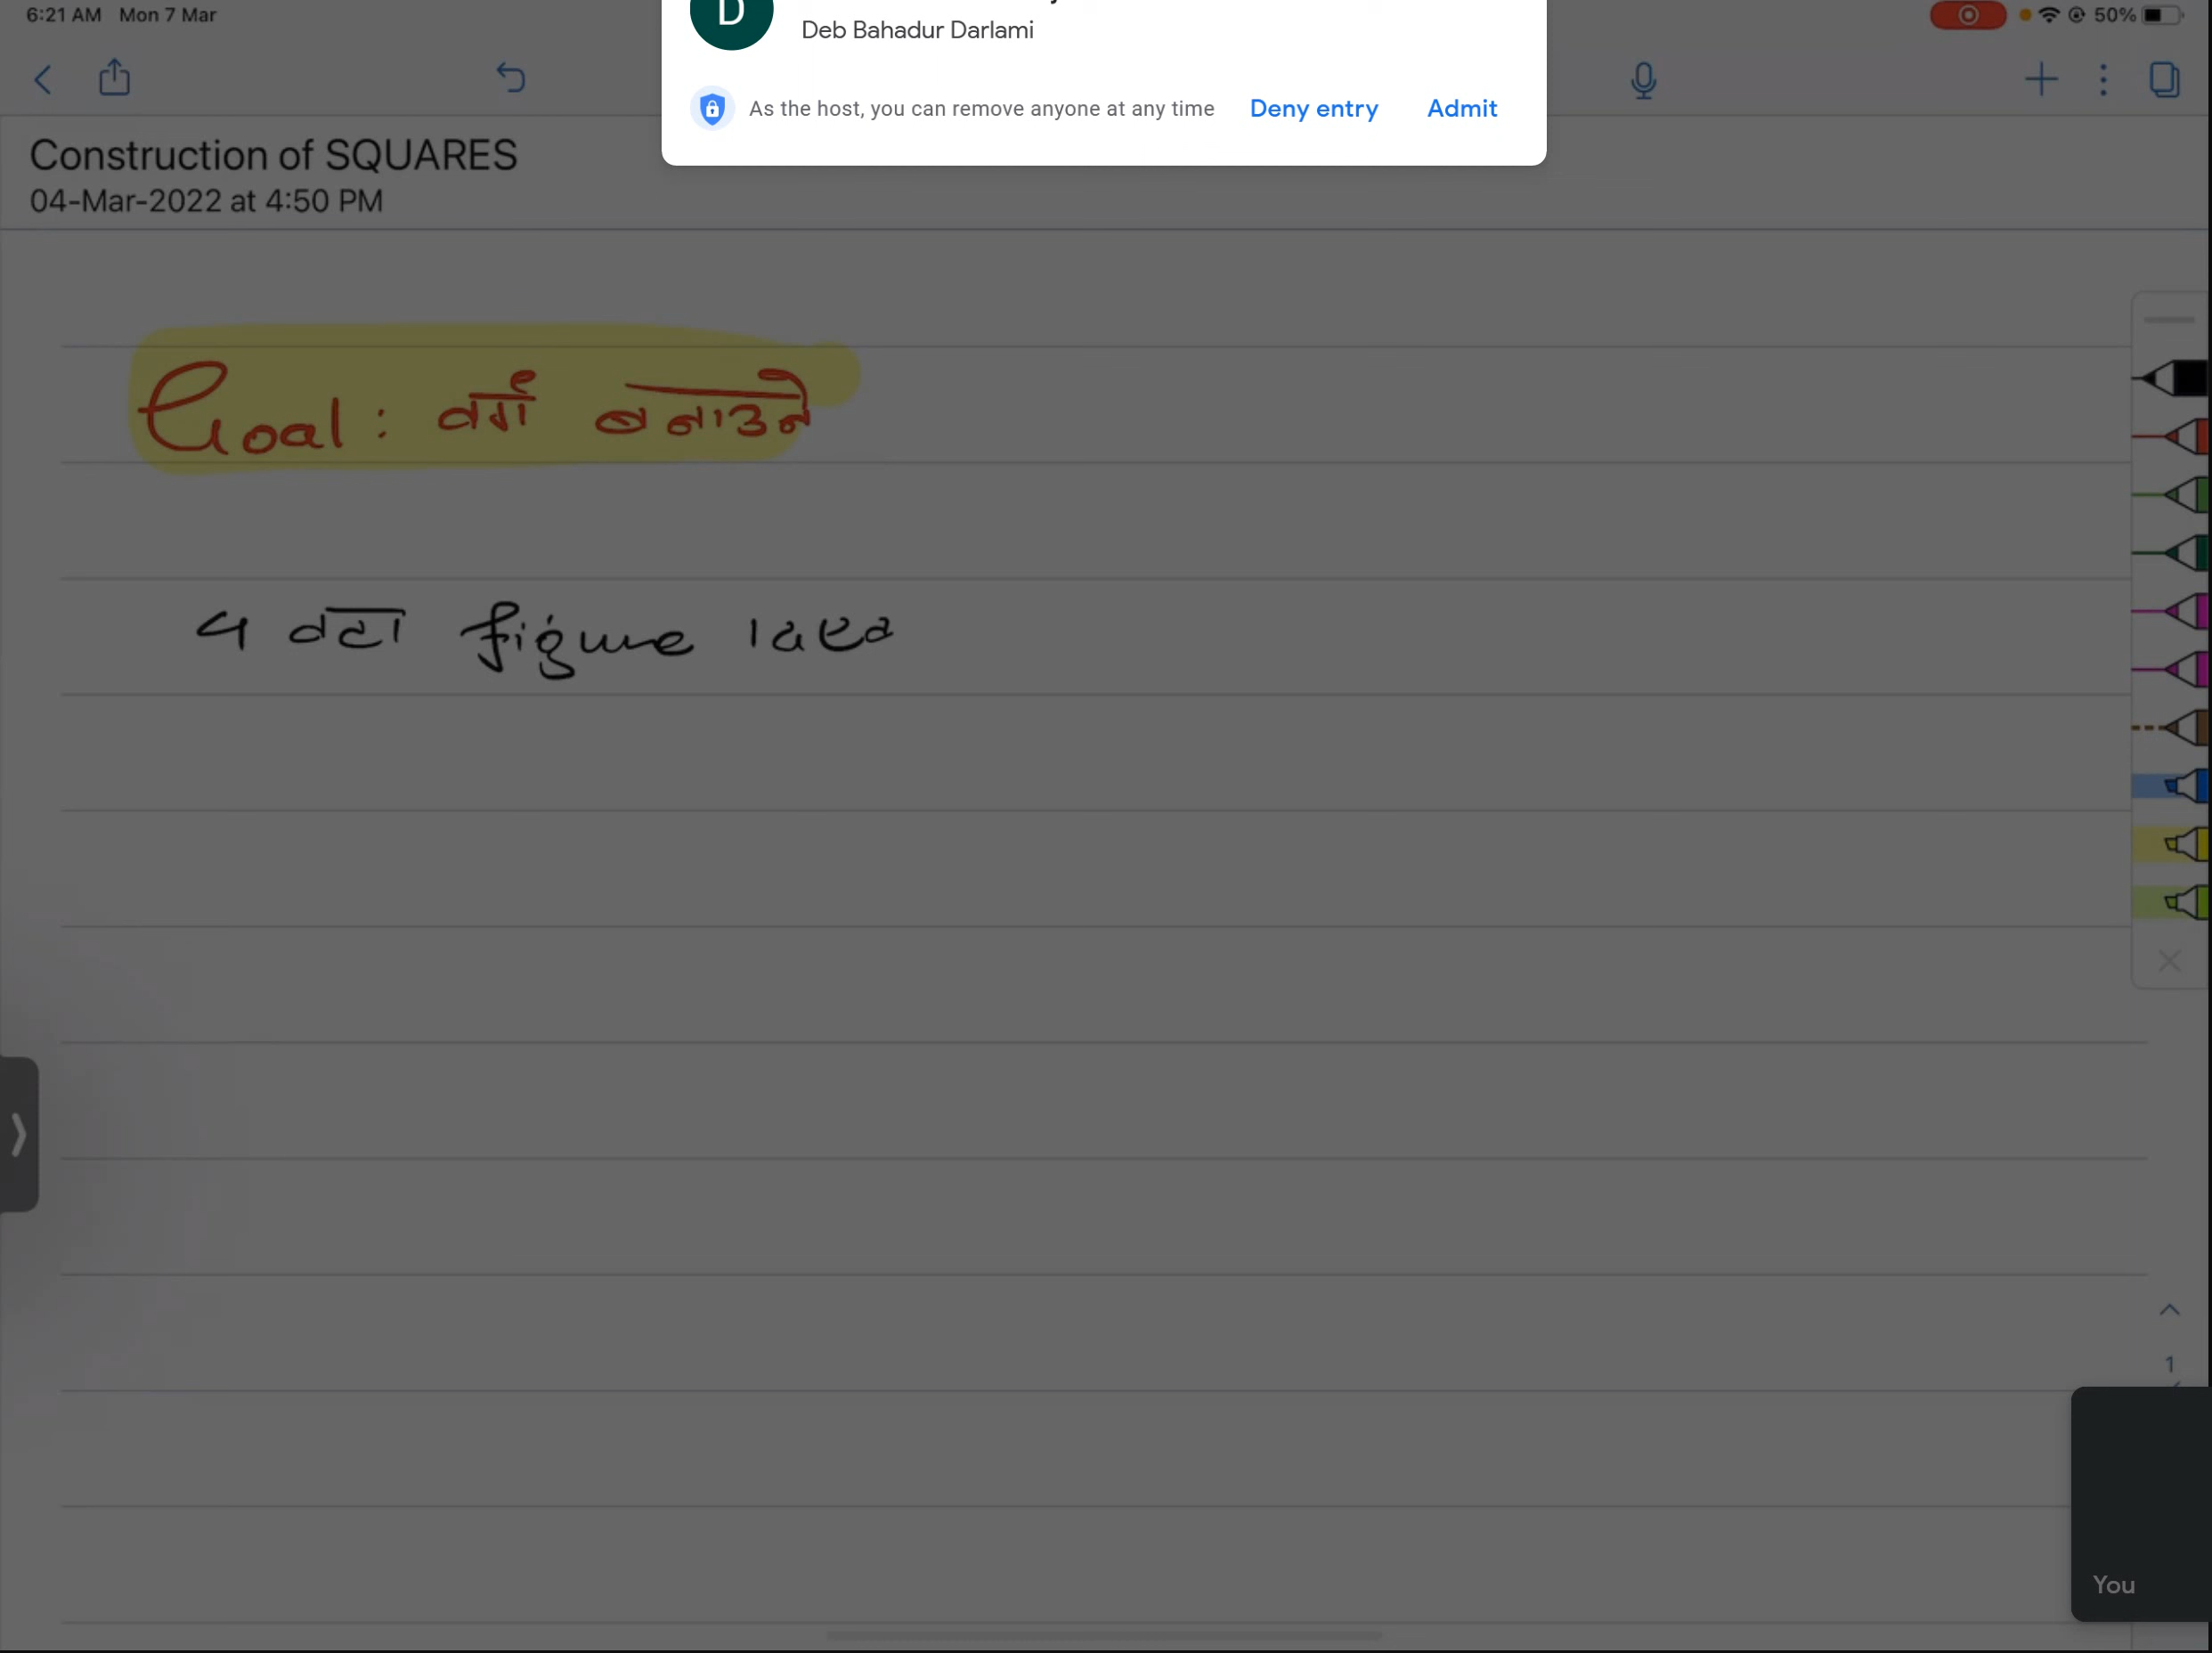 6:21 AM Mon 7 Mar
50%
D
Deb Bahadur Darlami
As the host, you can remove anyone at any time
Deny entry
Admit
Construction of SQUARES
04-Mar-2022 at 4:50 PM
Goal: वर्ग बनाउने
4 वटा figure
1
You